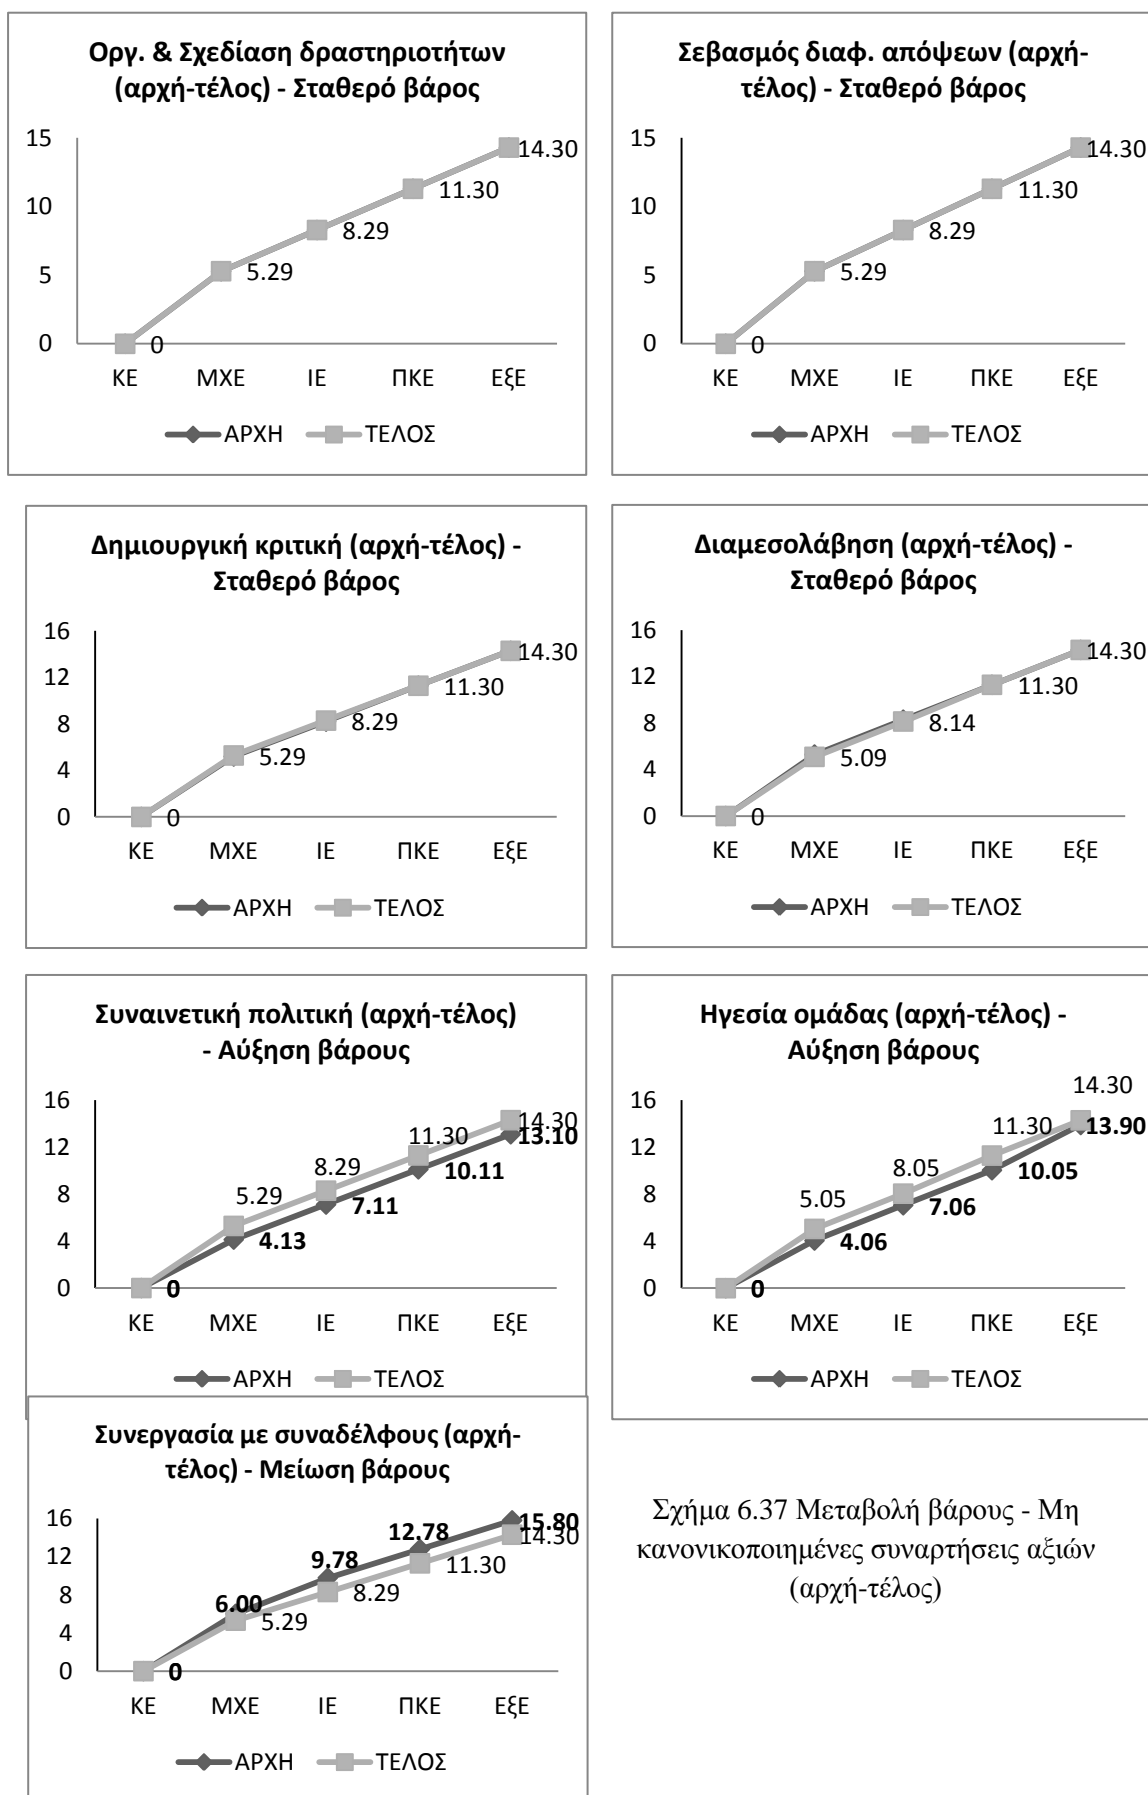 Οργ. & Σχεδίαση δραστηριοτήτων
(αρχή-τέλος) - Σταθερό βάρος
15
10
5
0
14.30
11.30
8.29
5.29
0
ΚΕ ΜΧΕ ΙΕ ΠΚΕ ΕξΕ
ΑΡΧΗ ΤΕΛΟΣ
Σεβασμός διαφ. απόψεων (αρχή-
τέλος) - Σταθερό βάρος
15
10
5
0
14.30
11.30
8.29
5.29
0
ΚΕ ΜΧΕ ΙΕ ΠΚΕ ΕξΕ
ΑΡΧΗ ΤΕΛΟΣ
Δημιουργική κριτική (αρχή-τέλος) -
Σταθερό βάρος
16
12
8
4
0
14.30
11.30
8.29
5.29
0
ΚΕ ΜΧΕ ΙΕ ΠΚΕ ΕξΕ
ΑΡΧΗ ΤΕΛΟΣ
Διαμεσολάβηση (αρχή-τέλος) -
Σταθερό βάρος
16
12
8
4
0
14.30
11.30
8.14
5.09
0
ΚΕ ΜΧΕ ΙΕ ΠΚΕ ΕξΕ
ΑΡΧΗ ΤΕΛΟΣ
Συναινετική πολιτική (αρχή-τέλος)
- Αύξηση βάρους
16
12
8
4
0
14.30
13.10
11.30
10.11
8.29
7.11
5.29
4.13
0
ΚΕ ΜΧΕ ΙΕ ΠΚΕ ΕξΕ
ΑΡΧΗ ΤΕΛΟΣ
Ηγεσία ομάδας (αρχή-τέλος) -
Αύξηση βάρους
16
12
8
4
0
14.30
13.90
11.30
10.05
8.05
7.06
5.05
4.06
0
ΚΕ ΜΧΕ ΙΕ ΠΚΕ ΕξΕ
ΑΡΧΗ ΤΕΛΟΣ
Συνεργασία με συναδέλφους (αρχή-
τέλος) - Μείωση βάρους
16
12
8
4
0
15.80
14.30
12.78
11.30
9.78
8.29
6.00
5.29
0
ΚΕ ΜΧΕ ΙΕ ΠΚΕ ΕξΕ
ΑΡΧΗ ΤΕΛΟΣ
Σχήμα 6.37 Μεταβολή βάρους - Μη
κανονικοποιημένες συναρτήσεις αξιών
(αρχή-τέλος)